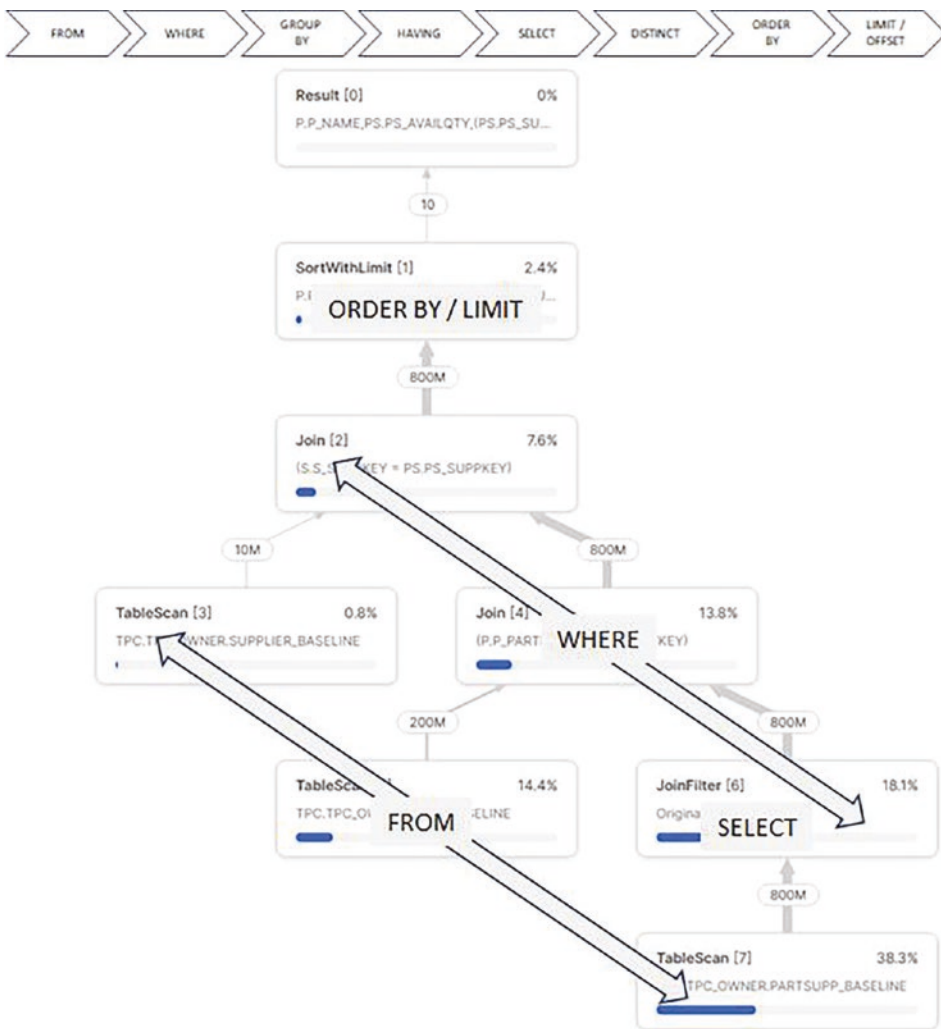 FROM
WHERE
GROUP
BY
HAVING
SELECT
DISTINCT
ORDER
BY
LIMIT /
OFFSET
Result [0] 0%
P.P_NAME,PS.PS_AVAILQTY,(PS.PS_SU...
10
SortWithLimit [1] 2.4%
ORDER BY / LIMIT
800M
Join [2] 7.6%
KEY = PS.PS_SUPPKEY)
10M
800M
TableScan [3] 0.8%
WNER.SUPPLIER_BASELINE
Join [4] 13.8%
(P.P_PART KEY)
WHERE
200M
800M
14.4%
TPC.TPC_O ELINE
FROM
JoinFilter [6] 18.1%
Origina
SELECT
800M
TableScan [7] 38.3%
TPC_OWNER.PARTSUPP_BASELINE